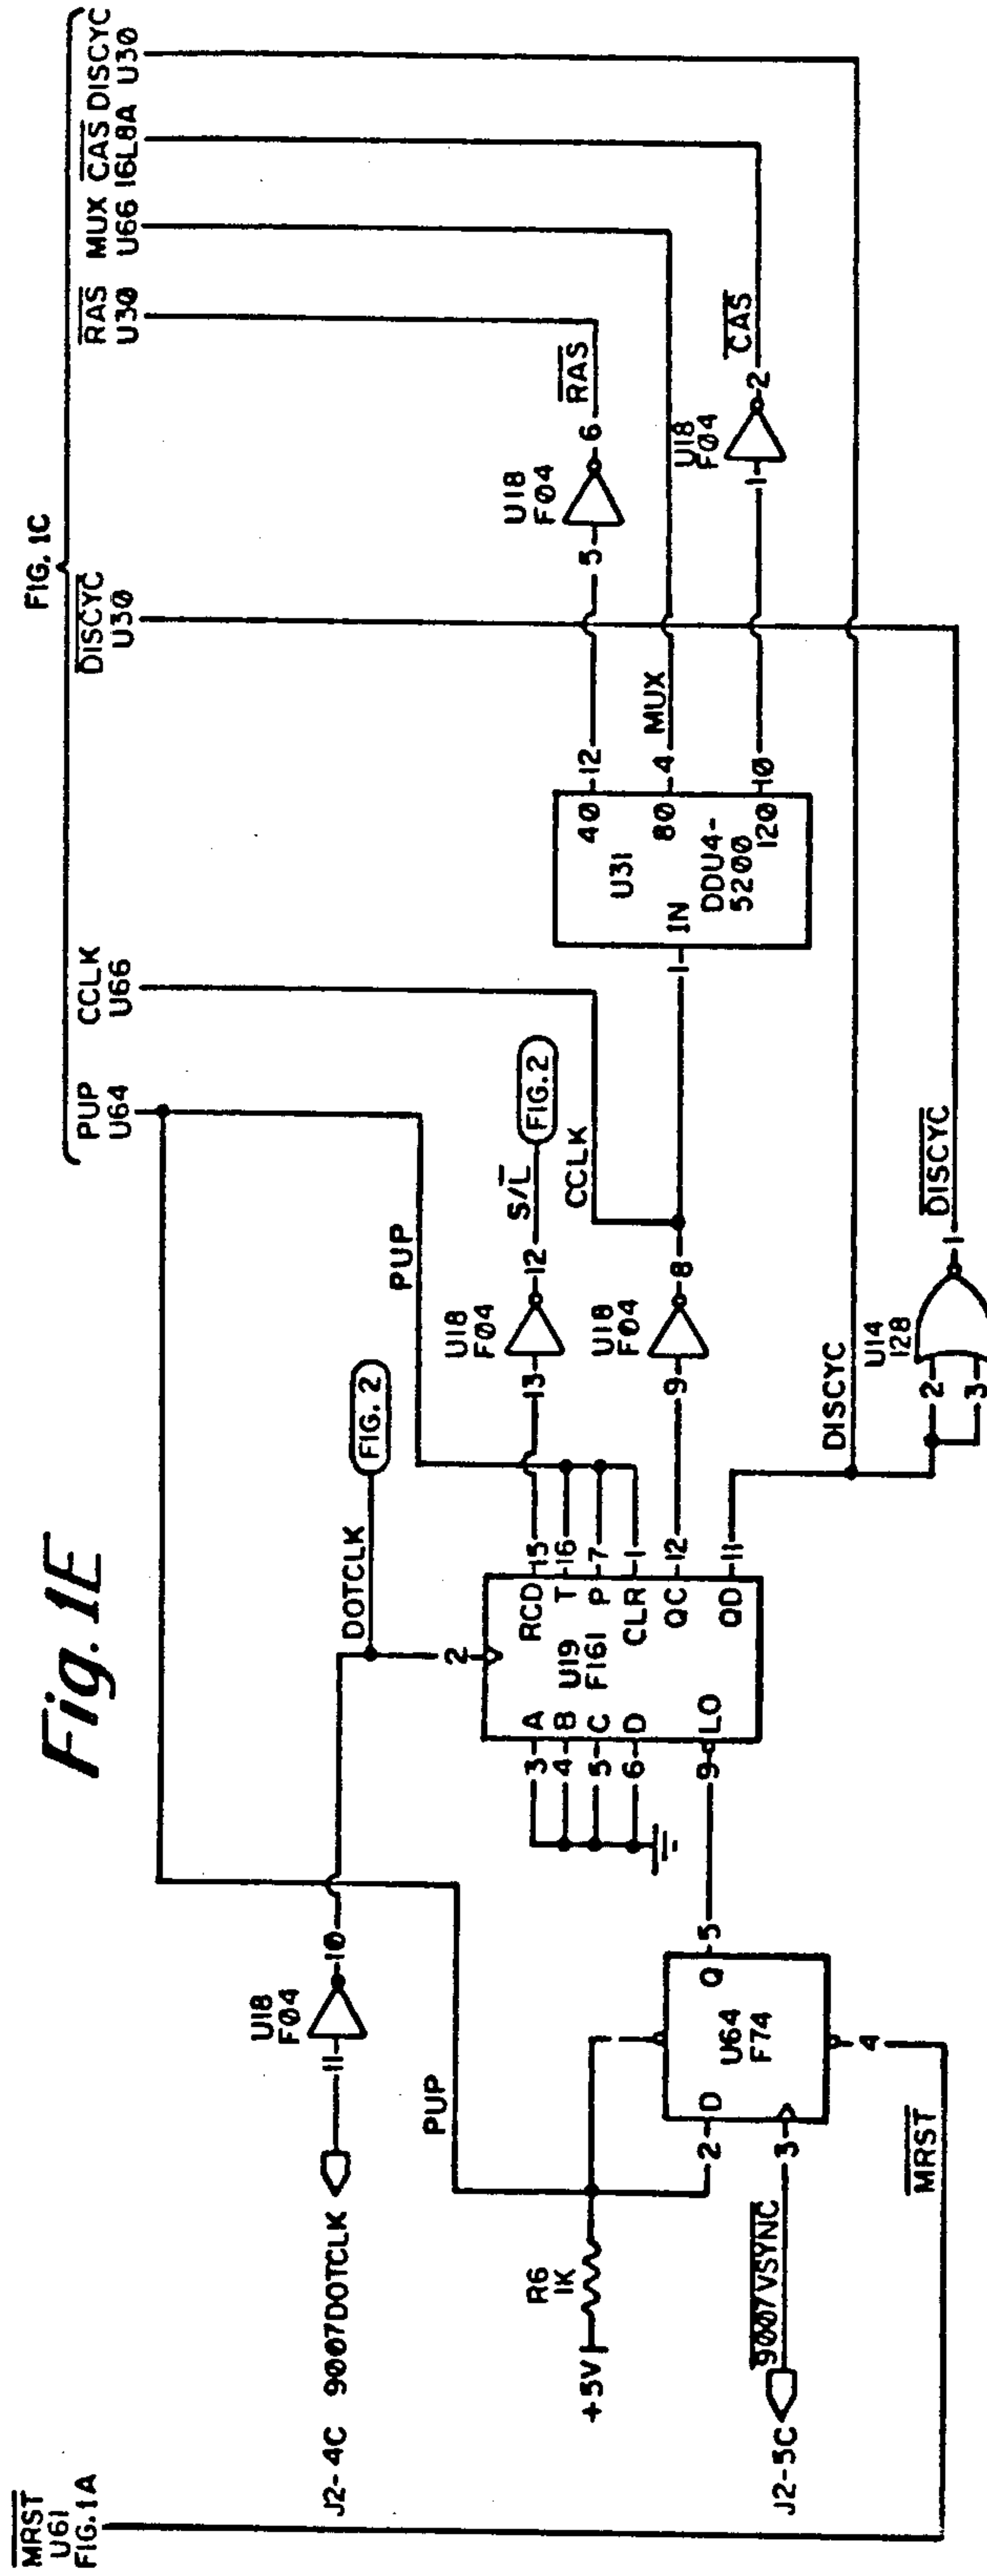 Fig. 1E
MRST
U61
FIG.1A
FIG. 1C
PUP
U64
CCLK
U66
DISCYC
U30
RAS
U30
MUX
U66
CAS
16L8A
DISCYC
U30
J2-4C 9007DOTCLK
11
U18
F04
10
DOTCLK
FIG. 2
PUP
PUP
+5V
R6
1K
J2-5C
9007VSYNC
2
D
3
U64
F74
1
Q
5
4
MRST
3
A
4
B
5
C
6
D
9
LO
2
U19
F161
RCD
15
T
16
P
7
CLR
1
QC
12
QD
11
13
U18
F04
12
S/L
FIG. 2
9
U18
F04
8
CCLK
1
IN
U31
DDU4-
5200
40
12
80
4
MUX
120
10
5
U18
F04
6
RAS
1
U18
F04
2
CAS
DISCYC
2
3
U14
128
1
DISCYC